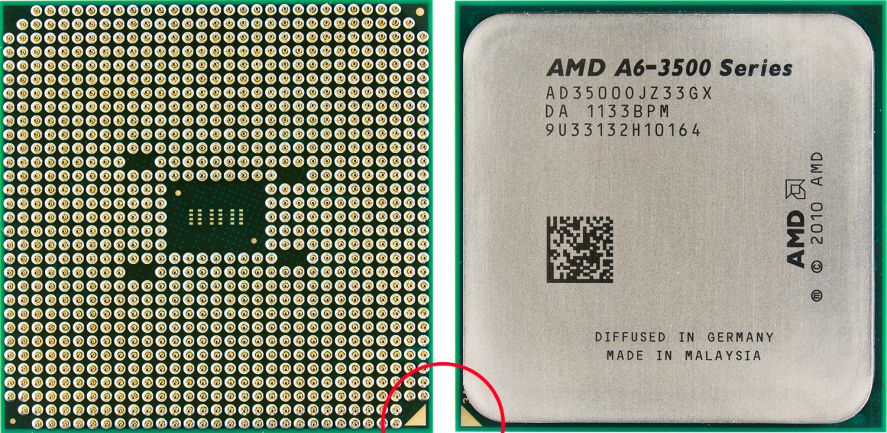 AMD A6-3500 Series
AD3500OJZ33GX
DA 1133BPM
9U33132H10164
AMD
ⓜ © 2010 AMD
DIFFUSED IN GERMANY
MADE IN MALAYSIA